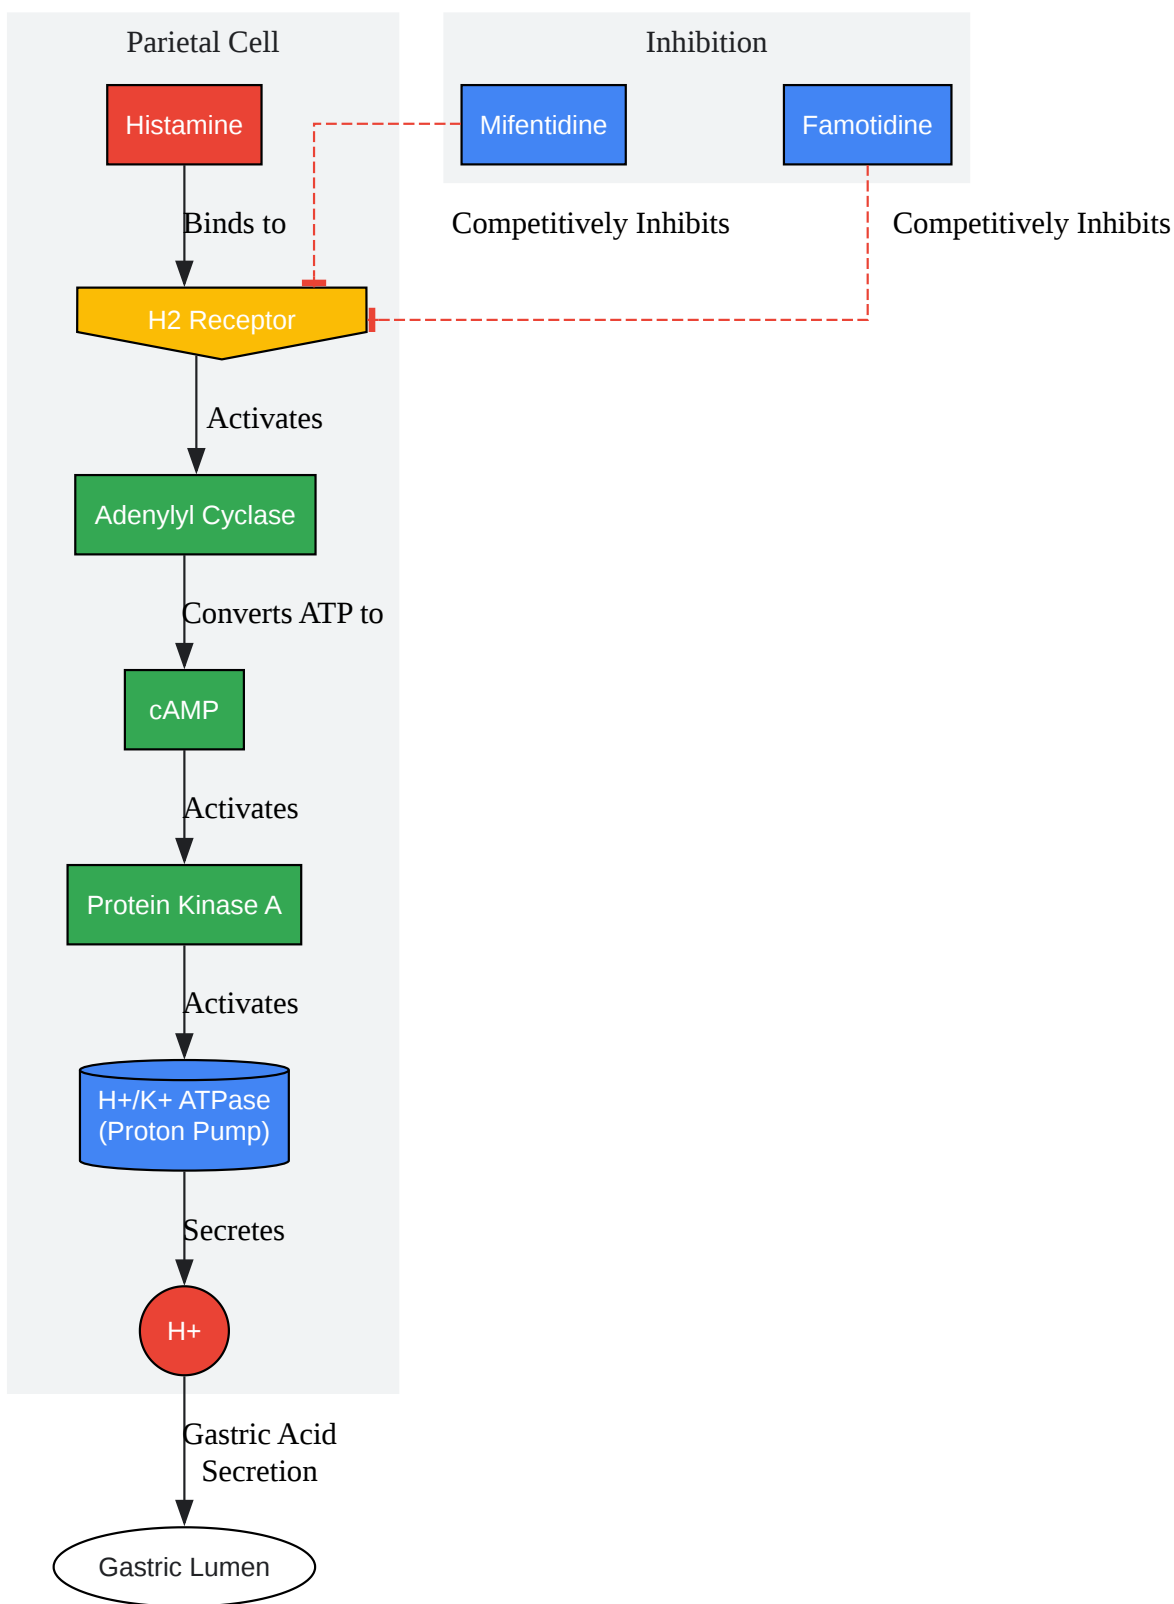 Parietal Cell
Inhibition
Histamine
Mifentidine
Famotidine
Binds to
Competitively Inhibits
Competitively Inhibits
H2 Receptor
Activates
Adenylyl Cyclase
Converts ATP to
cAMP
Activates
Protein Kinase A
Activates
H+/K+ ATPase
(Proton Pump)
Secretes
H+
Gastric Acid
Secretion
Gastric Lumen